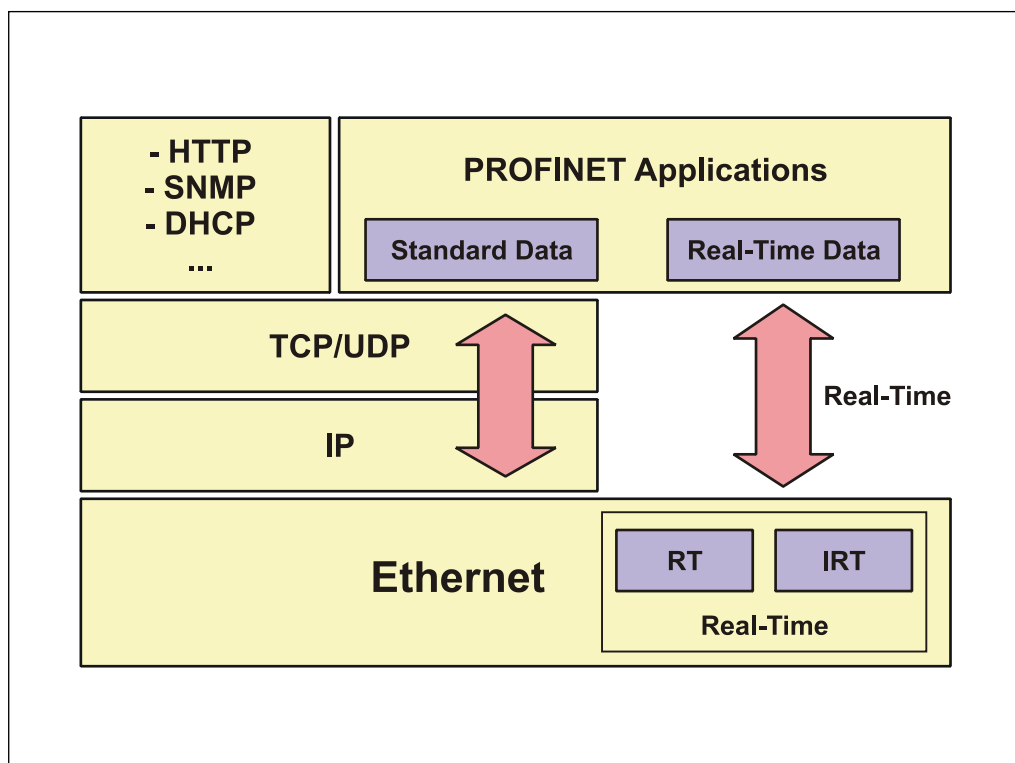 - HTTP
- SNMP
- DHCP
...
PROFINET Applications
Standard Data
Real-Time Data
TCP/UDP
Real-Time
IP
Ethernet
RT
IRT
Real-Time